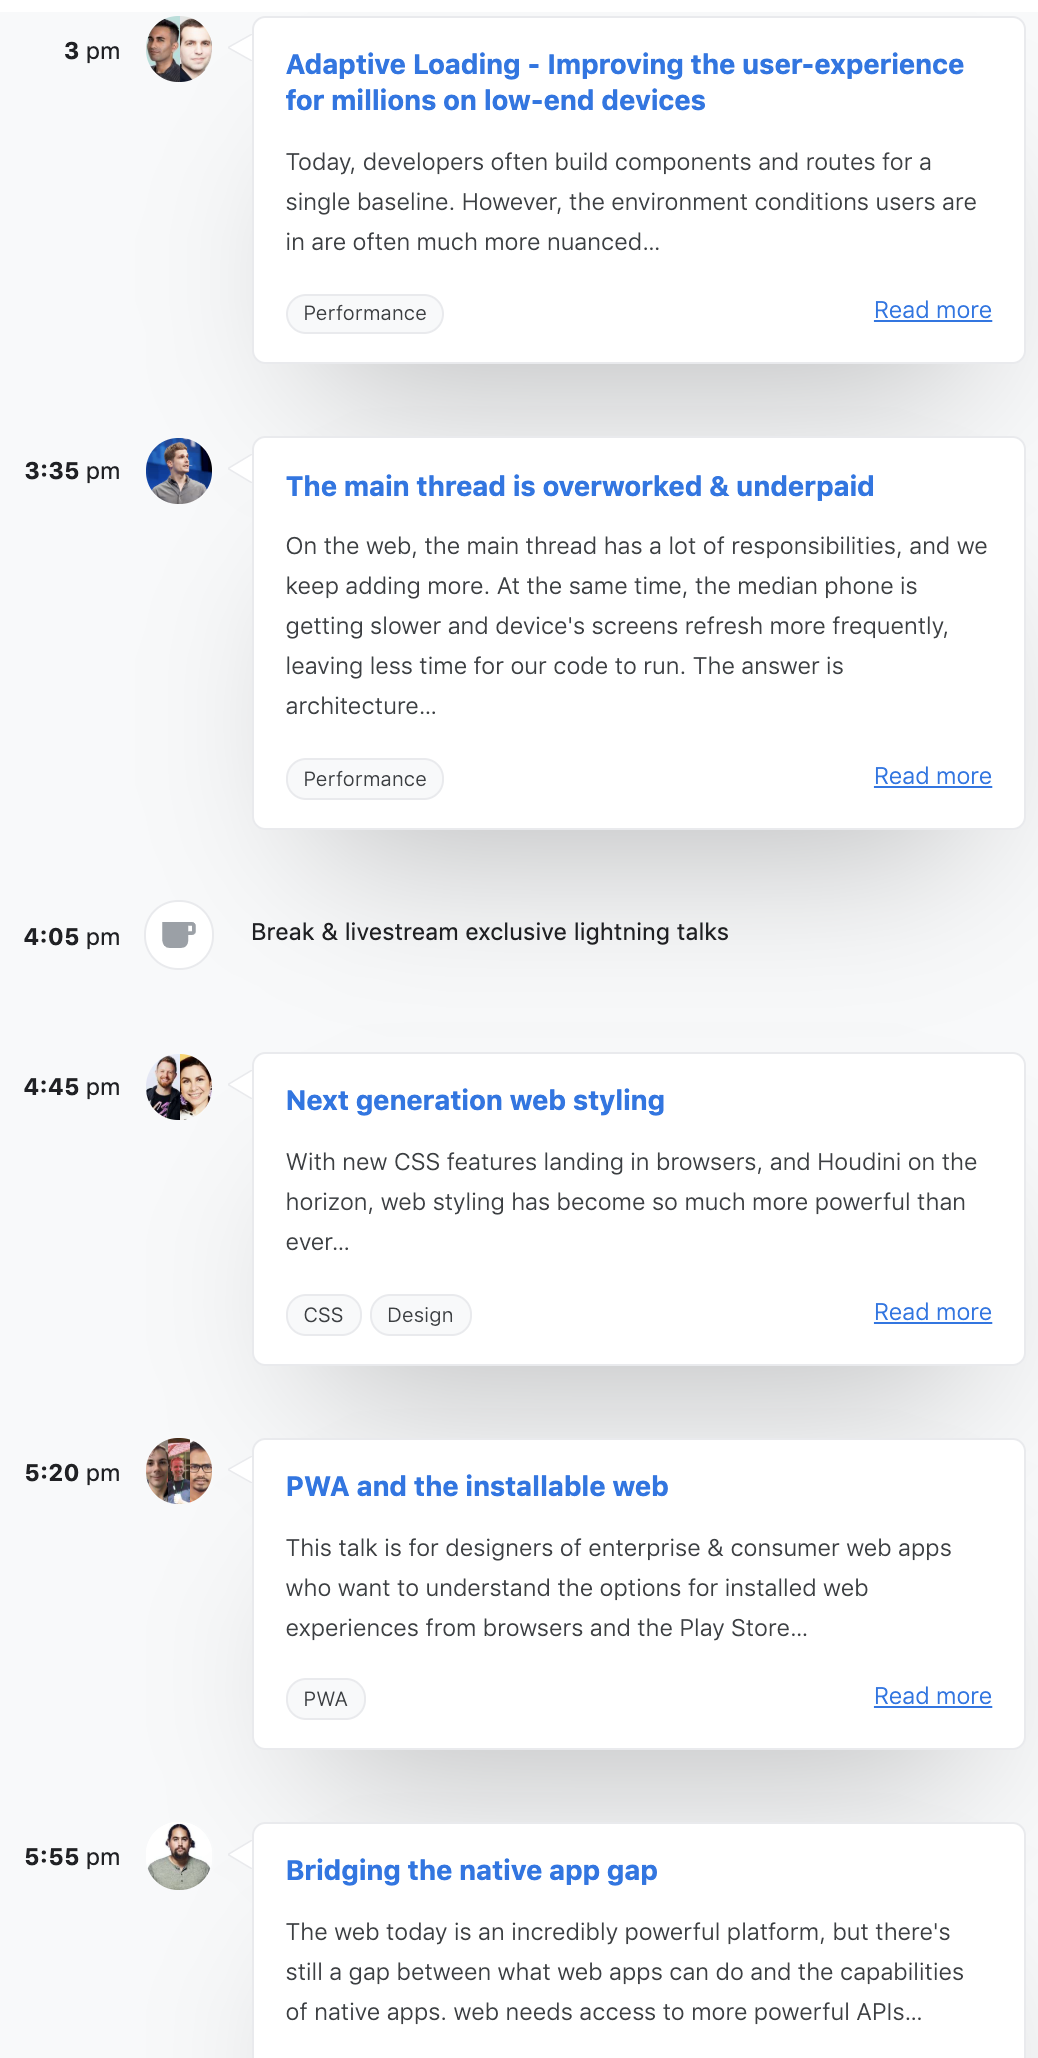 3 pm
Adaptive Loading - Improving the user-experience
for millions on low-end devices
Today, developers often build components and routes for a
single baseline. However, the environment conditions users are
in are often much more nuanced...
Performance
Read more
3:35 pm
The main thread is overworked & underpaid
On the web, the main thread has a lot of responsibilities, and we
keep adding more. At the same time, the median phone is
getting slower and device's screens refresh more frequently,
leaving less time for our code to run. The answer is
architecture...
Performance
Read more
4:05 pm
Break & livestream exclusive lightning talks
4:45 pm
Next generation web styling
With new CSS features landing in browsers, and Houdini on the
horizon, web styling has become so much more powerful than
ever...
CSS
Design
Read more
5:20 pm
PWA and the installable web
This talk is for designers of enterprise & consumer web apps
who want to understand the options for installed web
experiences from browsers and the Play Store...
PWA
Read more
5:55 pm
Bridging the native app gap
The web today is an incredibly powerful platform, but there's
still a gap between what web apps can do and the capabilities
of native apps. web needs access to more powerful APIs...